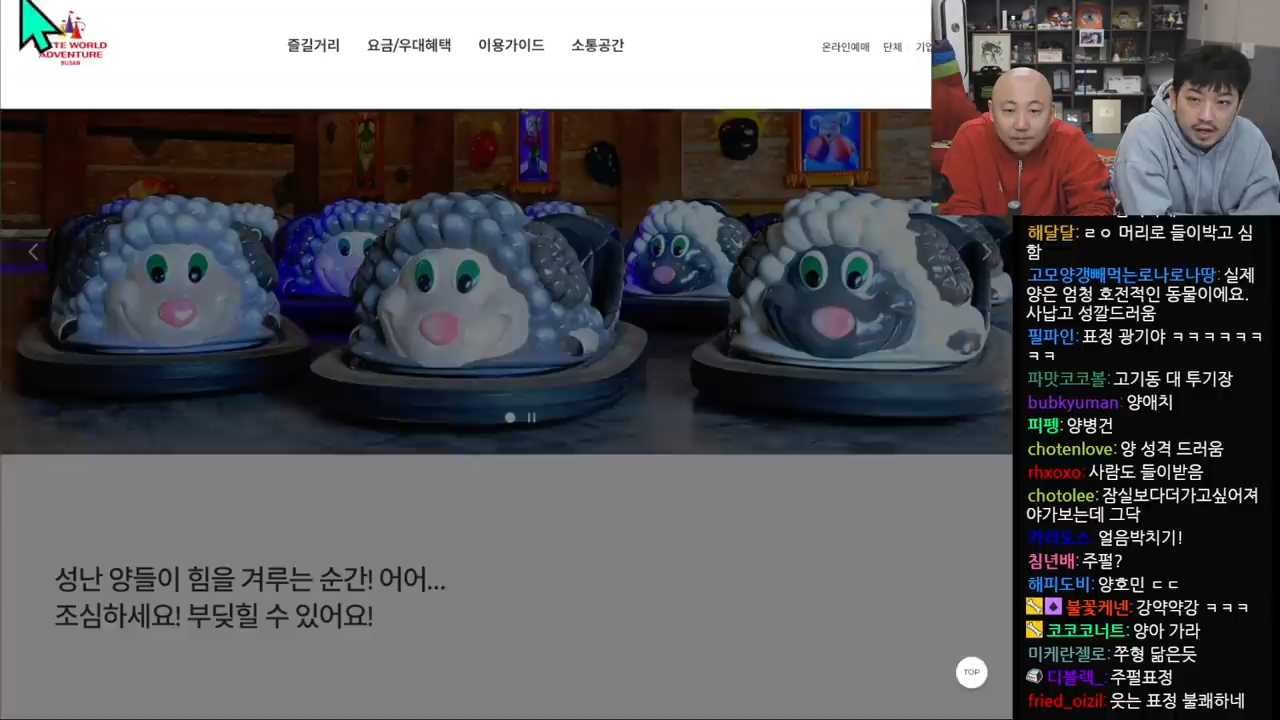 WORLD
ADVENTURE
BUSAN
즐길거리 요금/우대혜택 이용가이드 소통공간
온라인예매 단체 기업
성난 양들이 힘을 겨루는 순간! 어어...
조심하세요! 부딪힐 수 있어요!
TOP
해달달: ㄹㅇ 머리로 들이박고 심
함
고모양갱빼먹는로나로나땅: 실제
양은 엄청 호전적인 동물이에요.
사납고 성깔드러움
필파인: 표정 광기야 ㅋㅋㅋㅋㅋㅋ
ㅋㅋ
파맛코코볼: 고기동 대 투기장
bubkyuman: 양애치
피펭: 양병건
chotenlove: 양 성격 드러움
rhxoxo: 사람도 들이받음
chotolee: 잠실보다더가고싶어져
야가보는데 그닥
카리도스: 얼음박치기!
침년배: 주펄?
해피도비: 양호민 ㄷㄷ
불꽃케넨: 강약약강 ㅋㅋㅋ
코코코너트: 양아 가라
미케란젤로: 쭈형 닮은듯
디블랙_: 주펄표정
fried_oizil: 웃는 표정 불쾌하네